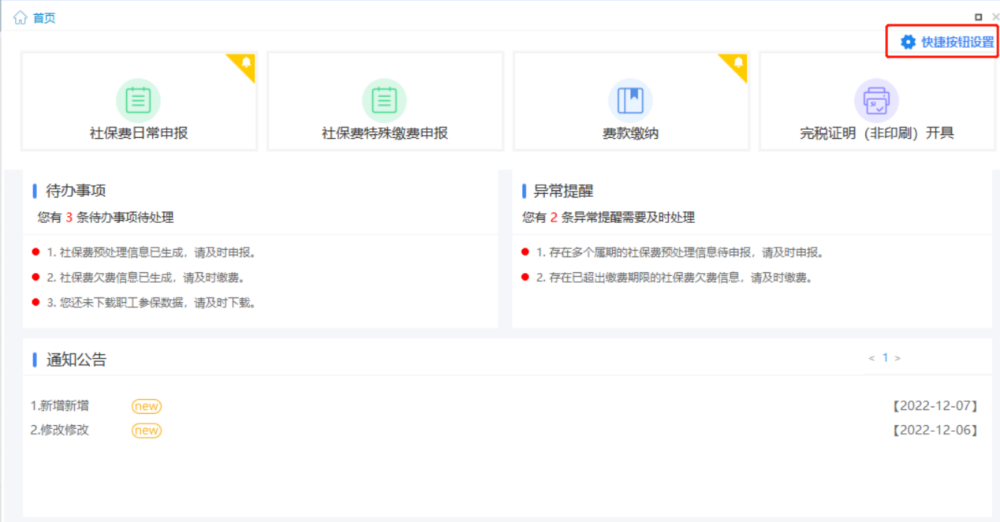 首页
快捷按钮设置
社保费日常申报
社保费特殊缴费申报
费款缴纳
完税证明（非印刷）开具
待办事项
您有 3 条待办事项待处理
1. 社保费预处理信息已生成，请及时申报。
2. 社保费欠费信息已生成，请及时缴费。
3. 您还未下载职工参保数据，请及时下载。
异常提醒
您有 2 条异常提醒需要及时处理
1. 存在多个属期的社保费预处理信息待申报，请及时申报。
2. 存在已超出缴费期限的社保费欠费信息，请及时缴费。
通知公告
< 1 >
1.新增新增 new 【2022-12-07】
2.修改修改 new 【2022-12-06】